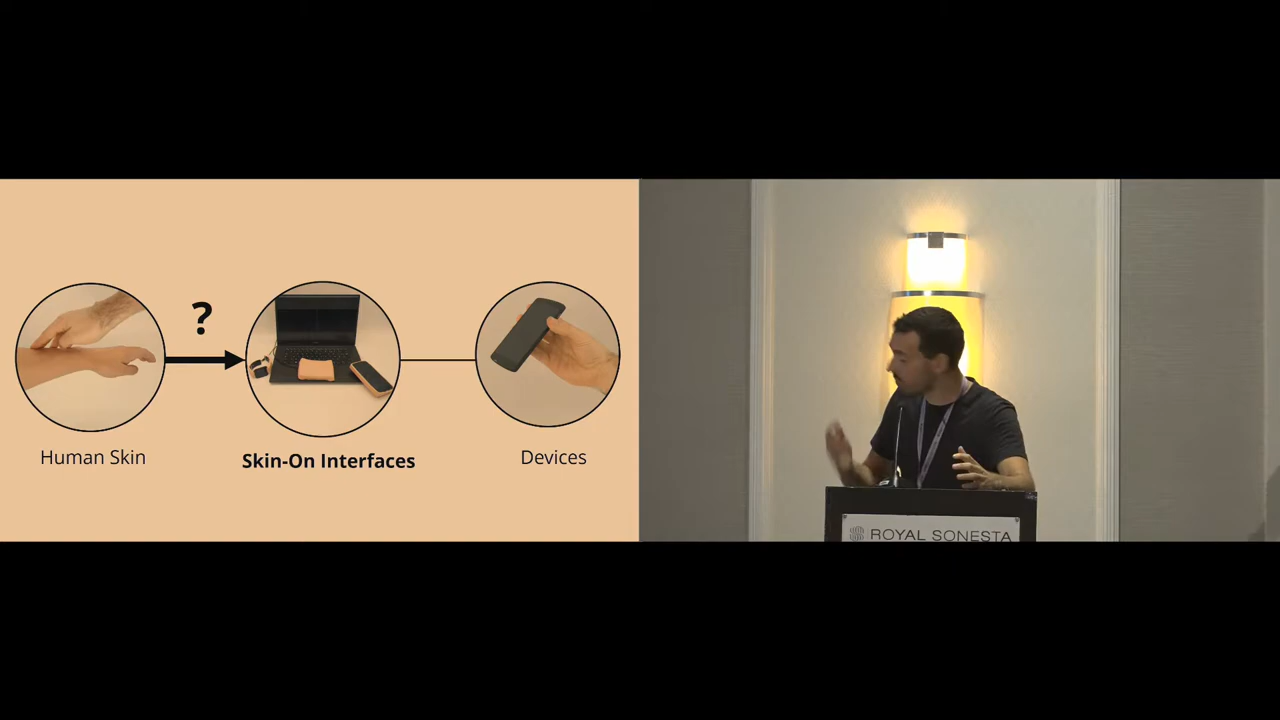 ?
Human Skin
Skin-On Interfaces
Devices
ROYAL SONESTA